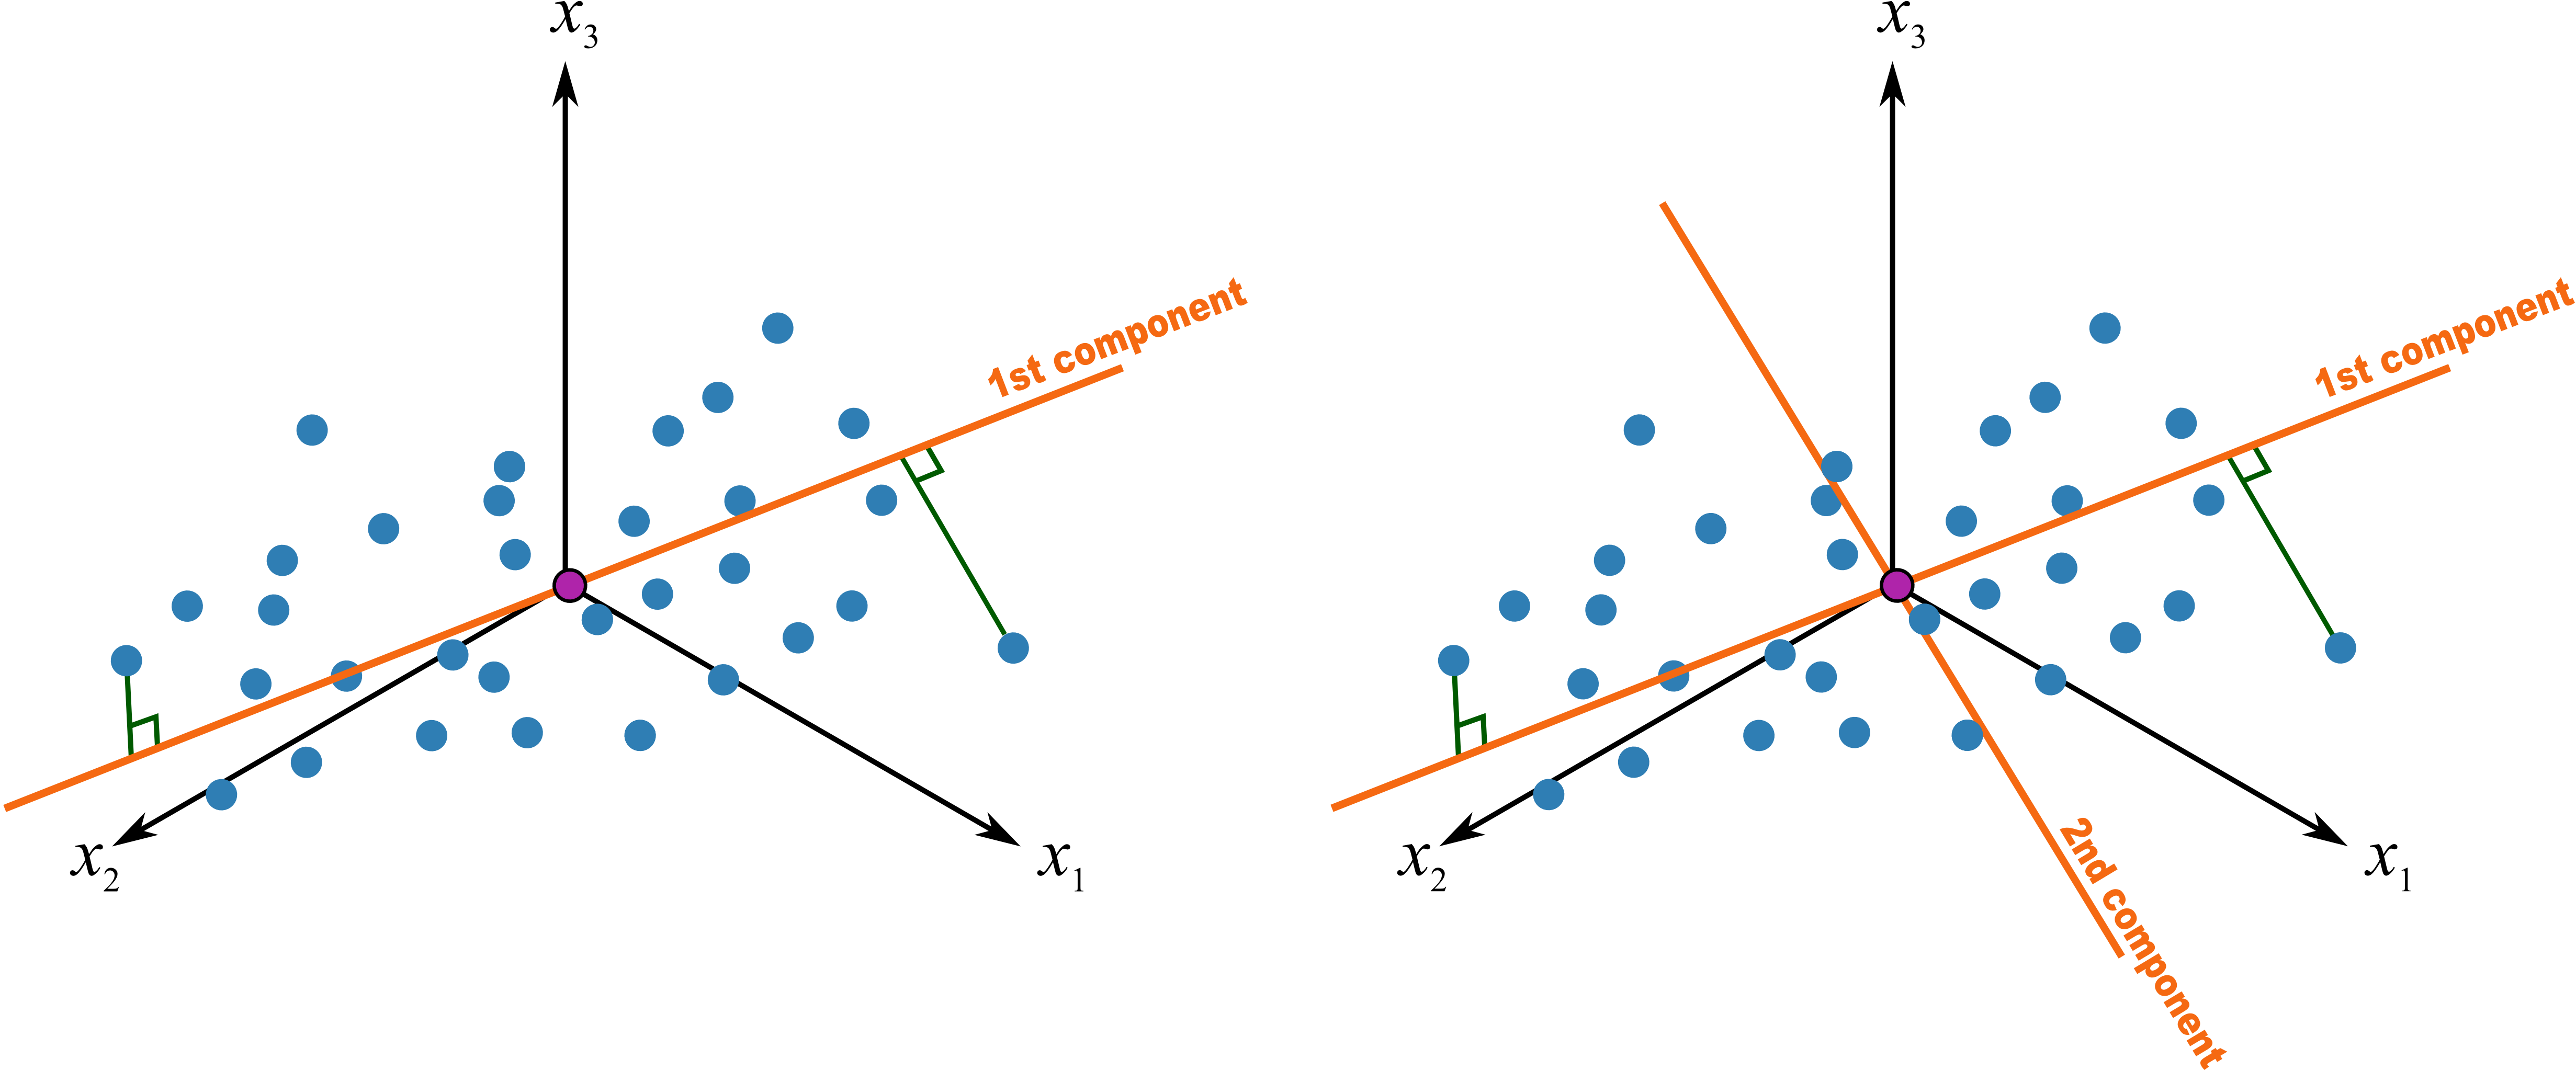 x₃
1st component
x₂
x₁
x₃
1st component
x₂
x₁
2nd component